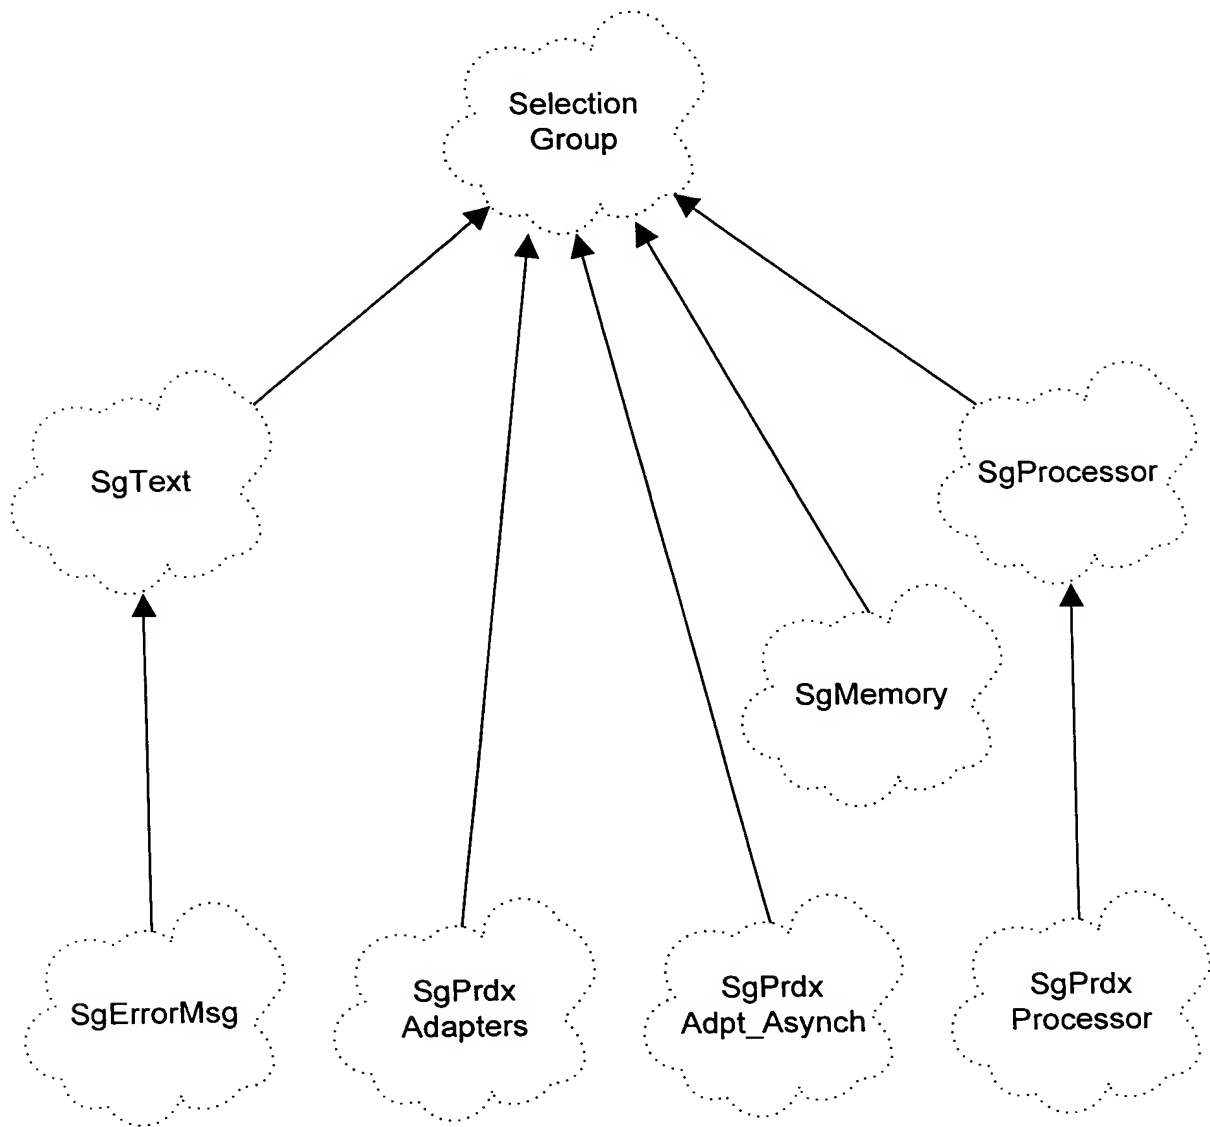 Selection
Group
SgText
SgProcessor
SgMemory
SgErrorMsg
SgPrdx
Adapters
SgPrdx
Adpt_Asynch
SgPrdx
Processor